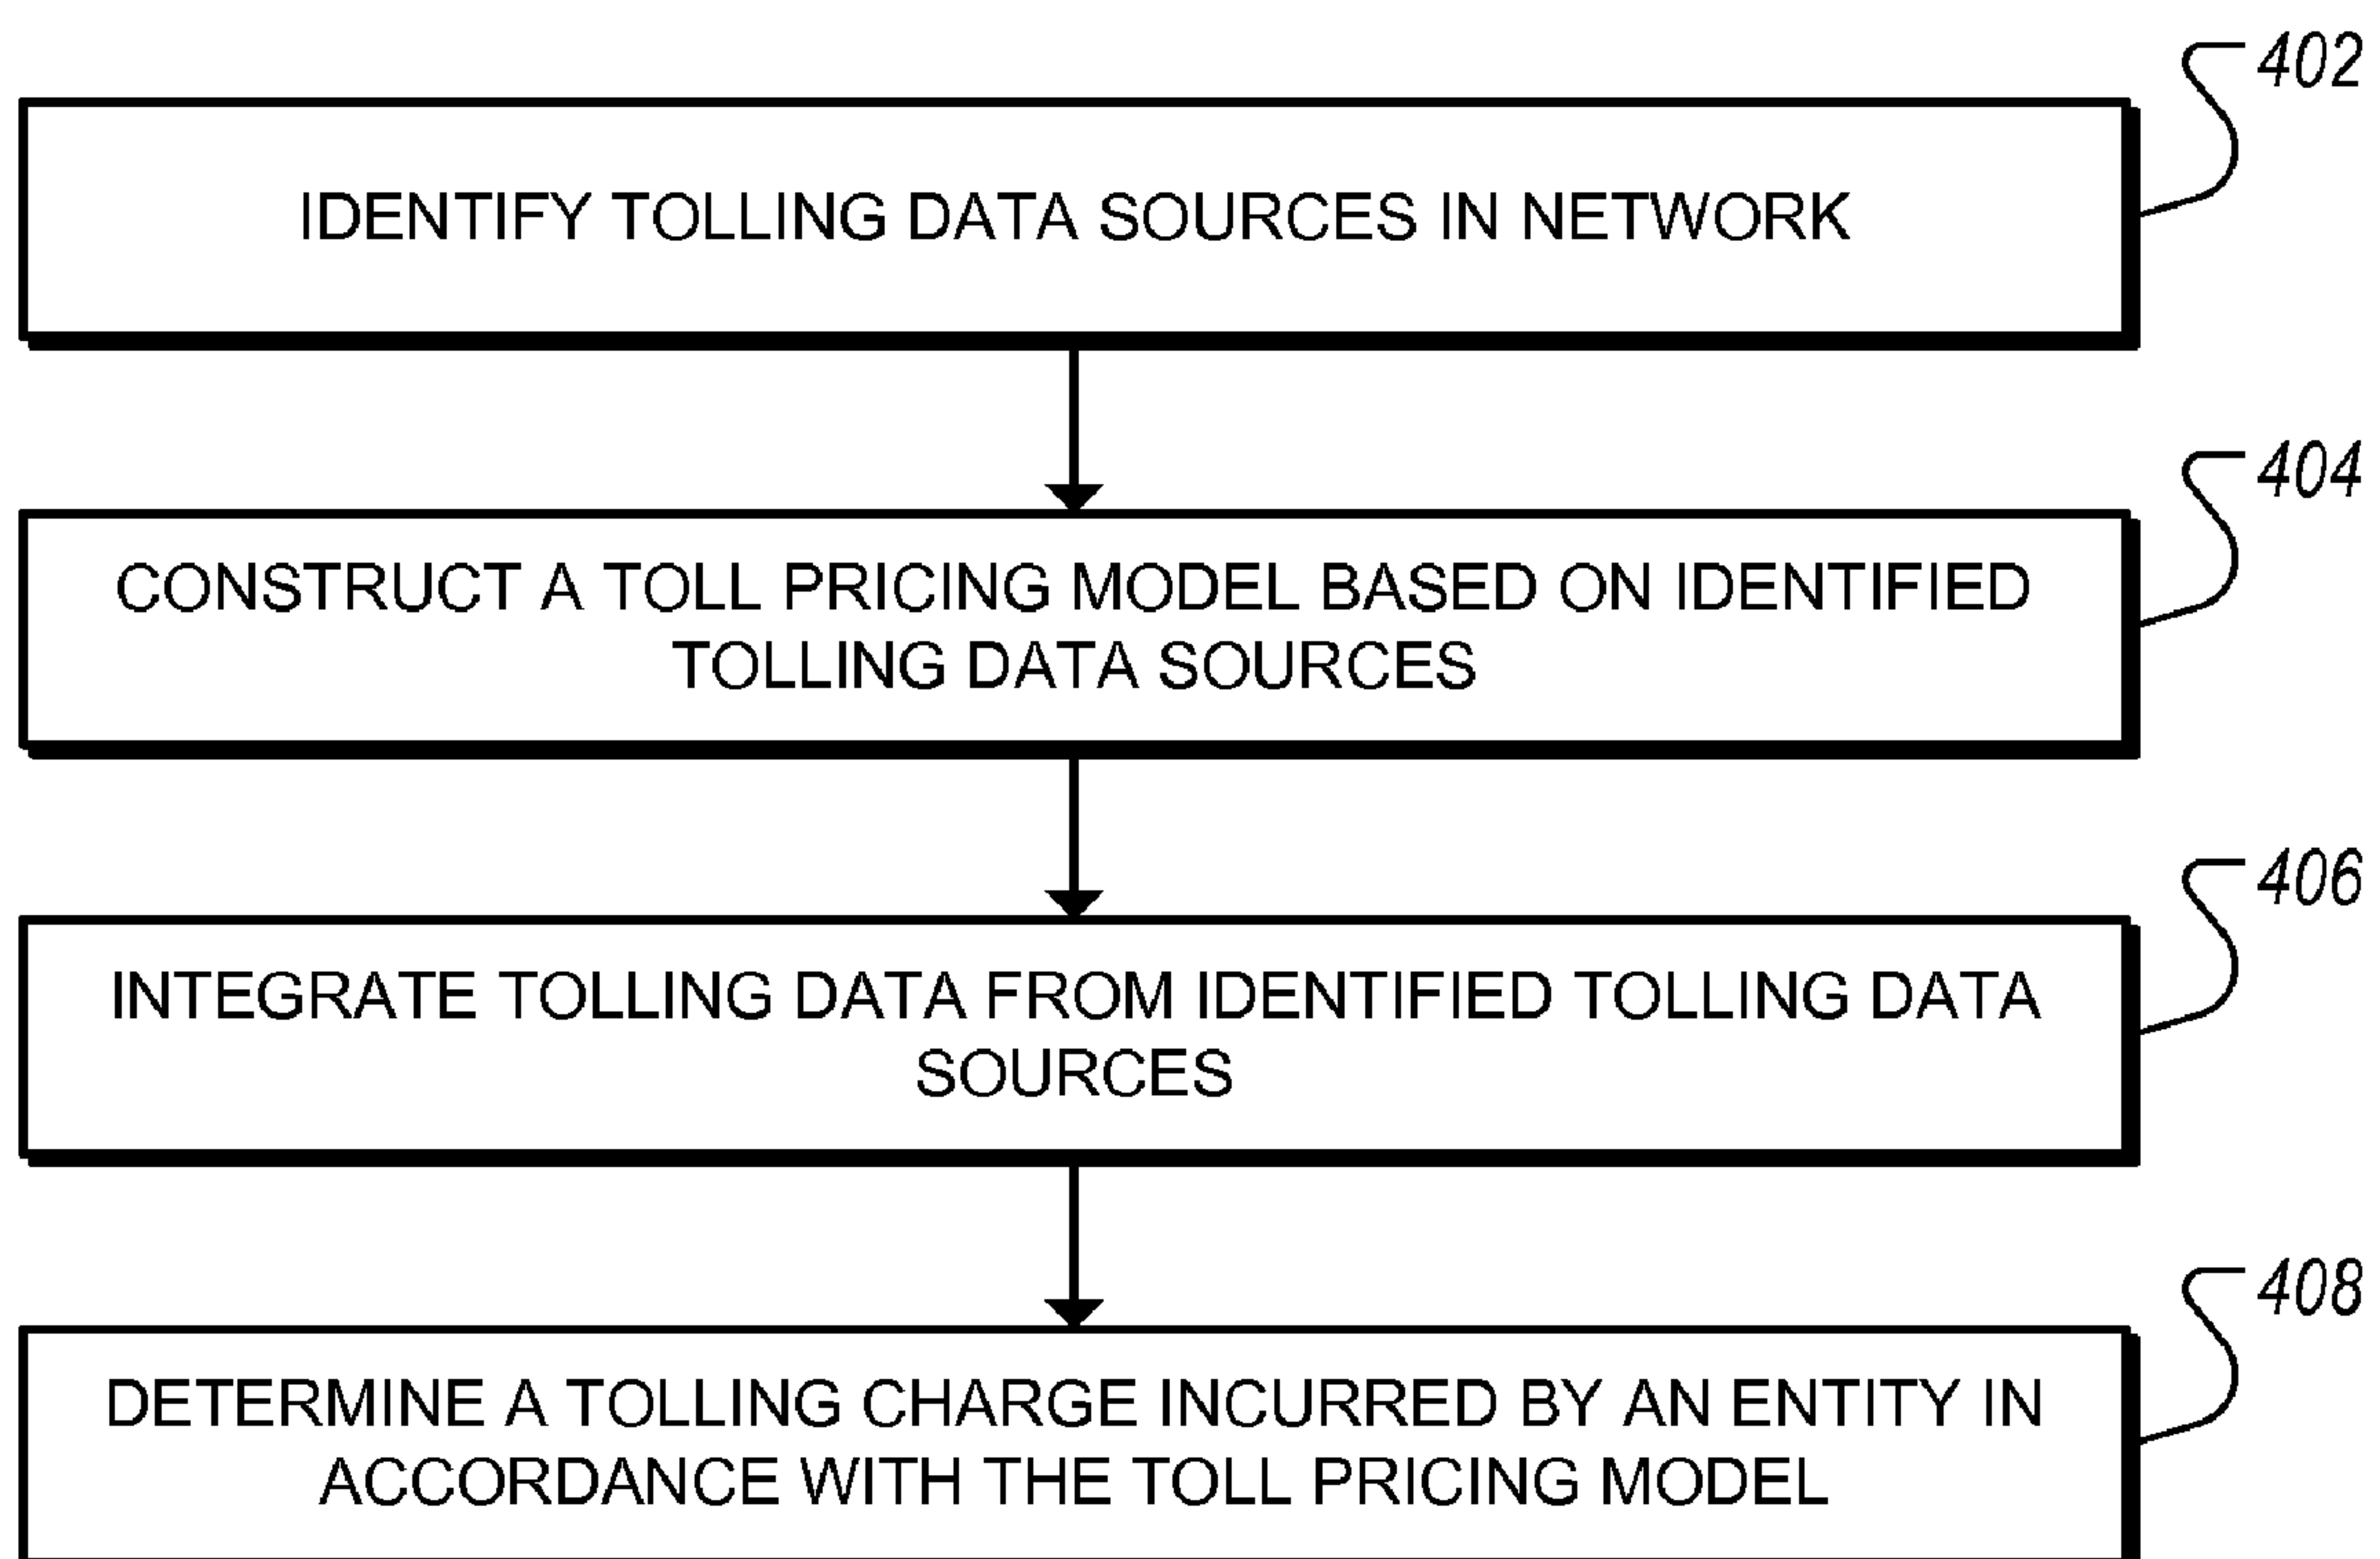 402
IDENTIFY TOLLING DATA SOURCES IN NETWORK
404
CONSTRUCT A TOLL PRICING MODEL BASED ON IDENTIFIED
TOLLING DATA SOURCES
406
INTEGRATE TOLLING DATA FROM IDENTIFIED TOLLING DATA
SOURCES
408
DETERMINE A TOLLING CHARGE INCURRED BY AN ENTITY IN
ACCORDANCE WITH THE TOLL PRICING MODEL